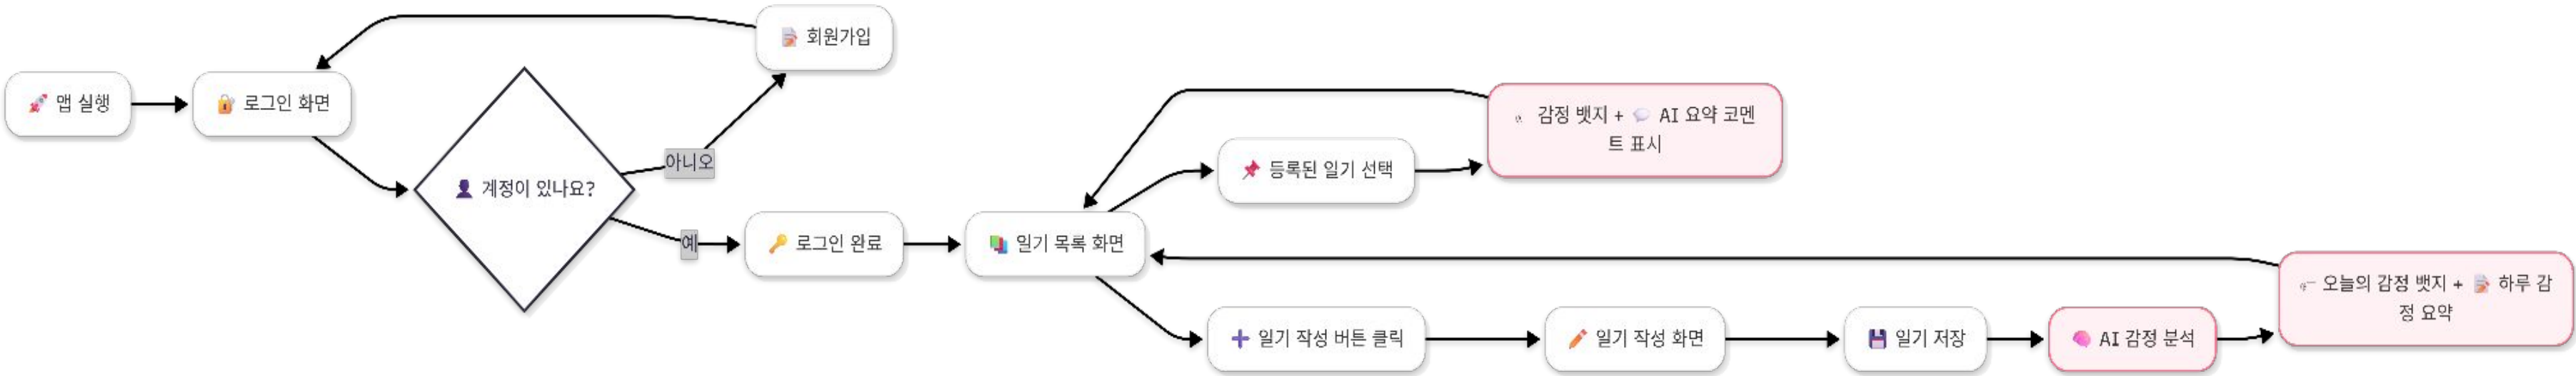 회원가입
🚀 앱 실행
🔐 로그인 화면
👤 계정이 있나요?
아니오
예
🔑 로그인 완료
📚 일기 목록 화면
📌 등록된 일기 선택
감정 뱃지 + 💬 AI 요약 코멘
트 표시
➕ 일기 작성 버튼 클릭
일기 작성 화면
💾 일기 저장
🧠 AI 감정 분석
오늘의 감정 뱃지 + 📝 하루 감
정 요약